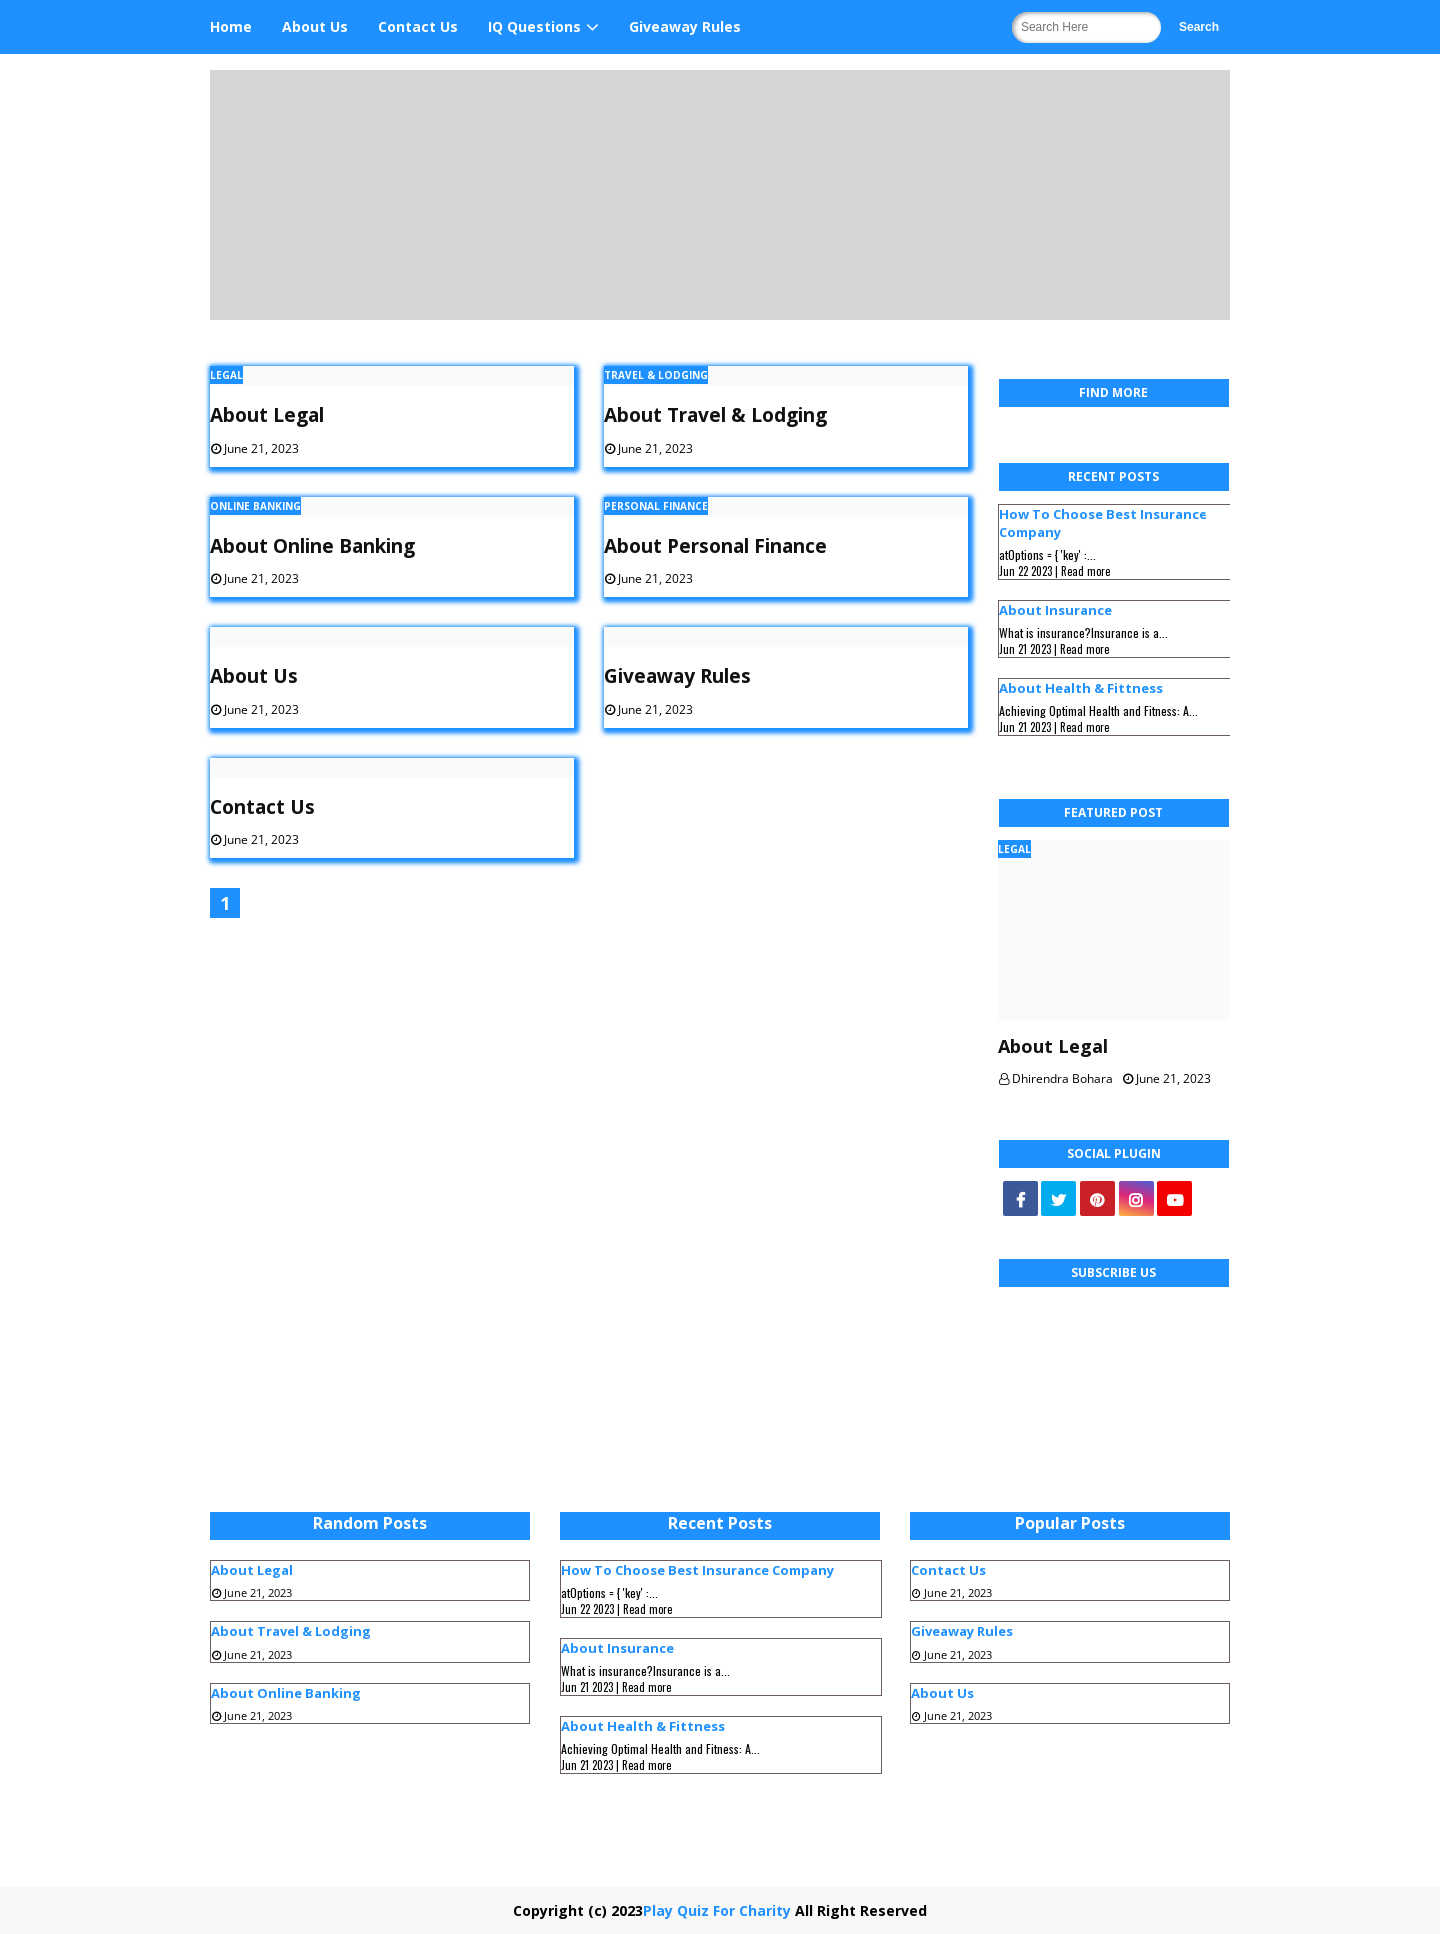 Home About Us Contact Us IQ Questions Giveaway Rules Search Here Search
LEGAL
About Legal
June 21, 2023
TRAVEL & LODGING
About Travel & Lodging
June 21, 2023
ONLINE BANKING
About Online Banking
June 21, 2023
PERSONAL FINANCE
About Personal Finance
June 21, 2023
About Us
June 21, 2023
Giveaway Rules
June 21, 2023
Contact Us
June 21, 2023
1
FIND MORE
RECENT POSTS
How To Choose Best Insurance
Company
atOptions = { 'key' :...
Jun 22 2023 | Read more
About Insurance
What is insurance?Insurance is a...
Jun 21 2023 | Read more
About Health & Fittness
Achieving Optimal Health and Fitness: A...
Jun 21 2023 | Read more
FEATURED POST
LEGAL
About Legal
Dhirendra Bohara June 21, 2023
SOCIAL PLUGIN
SUBSCRIBE US
Random Posts
About Legal
June 21, 2023
About Travel & Lodging
June 21, 2023
About Online Banking
June 21, 2023
Recent Posts
How To Choose Best Insurance Company
atOptions = { 'key' :...
Jun 22 2023 | Read more
About Insurance
What is insurance?Insurance is a...
Jun 21 2023 | Read more
About Health & Fittness
Achieving Optimal Health and Fitness: A...
Jun 21 2023 | Read more
Popular Posts
Contact Us
June 21, 2023
Giveaway Rules
June 21, 2023
About Us
June 21, 2023
Copyright (c) 2023Play Quiz For Charity All Right Reserved